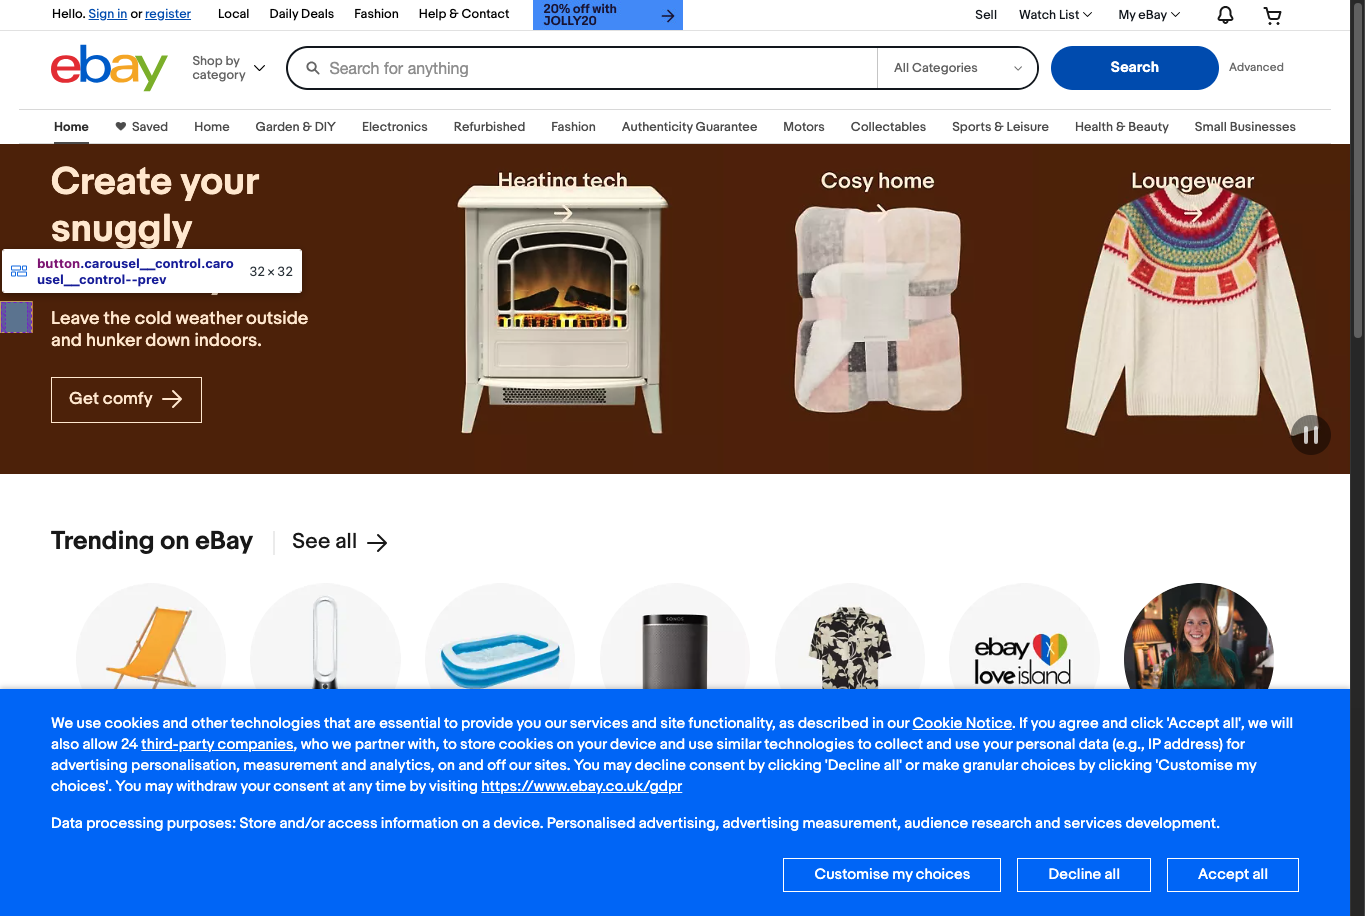 Hello. Sign in or register
Local
Daily Deals
Fashion
Help & Contact
20% off with
JOLLY20
Sell
Watch List
My eBay
ebay
Shop by
category
Search for anything
All Categories
Search
Advanced
Home
Saved
Home
Garden & DIY
Electronics
Refurbished
Fashion
Authenticity Guarantee
Motors
Collectables
Sports & Leisure
Health & Beauty
Small Businesses
Create your
snuggly
button.carousel__control.caro
usel__control--prev
32 × 32
Leave the cold weather outside
and hunker down indoors.
Get comfy
Heating tech
Cosy home
Loungewear
Trending on eBay
See all
SONOS
ebay
love island
We use cookies and other technologies that are essential to provide you our services and site functionality, as described in our Cookie Notice. If you agree and click 'Accept all', we will
also allow 24 third-party companies, who we partner with, to store cookies on your device and use similar technologies to collect and use your personal data (e.g., IP address) for
advertising personalisation, measurement and analytics, on and off our sites. You may decline consent by clicking 'Decline all' or make granular choices by clicking 'Customise my
choices'. You may withdraw your consent at any time by visiting https://www.ebay.co.uk/gdpr
Data processing purposes: Store and/or access information on a device. Personalised advertising, advertising measurement, audience research and services development.
Customise my choices
Decline all
Accept all